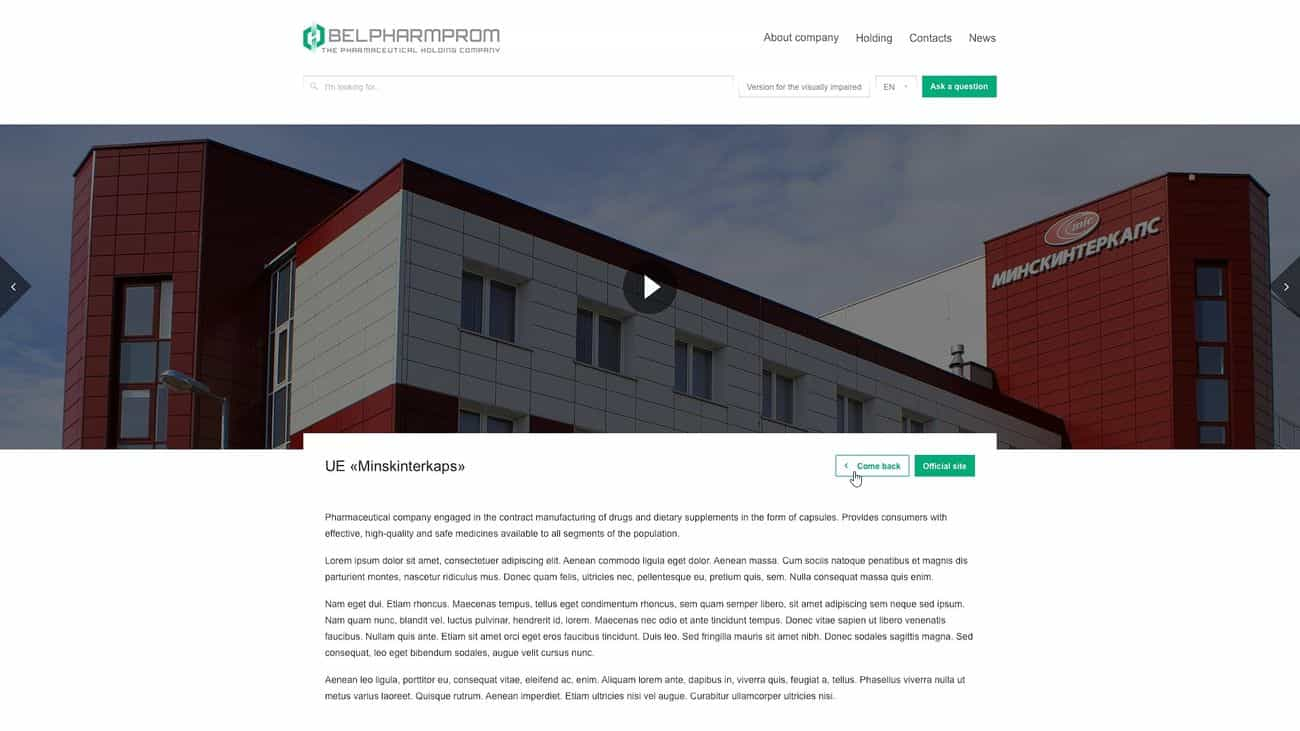 BELPHARMPROM
THE PHARMACEUTICAL HOLDING COMPANY
About company Holding Contacts News
I'm looking for...
Version for the visually impaired
EN
Ask a question
mic
МИНСКИНТЕРКАПС
UE «Minskinterkaps»
Come back
Official site
Pharmaceutical company engaged in the contract manufacturing of drugs and dietary supplements in the form of capsules. Provides consumers with
effective, high-quality and safe medicines available to all segments of the population.
Lorem ipsum dolor sit amet, consectetuer adipiscing elit. Aenean commodo ligula eget dolor. Aenean massa. Cum sociis natoque penatibus et magnis dis
parturient montes, nascetur ridiculus mus. Donec quam felis, ultricies nec, pellentesque eu, pretium quis, sem. Nulla consequat massa quis enim.
Nam eget dui. Etiam rhoncus. Maecenas tempus, tellus eget condimentum rhoncus, sem quam semper libero, sit amet adipiscing sem neque sed ipsum.
Nam quam nunc, blandit vel, luctus pulvinar, hendrerit id, lorem. Maecenas nec odio et ante tincidunt tempus. Donec vitae sapien ut libero venenatis
faucibus. Nullam quis ante. Etiam sit amet orci eget eros faucibus tincidunt. Duis leo. Sed fringilla mauris sit amet nibh. Donec sodales sagittis magna. Sed
consequat, leo eget bibendum sodales, augue velit cursus nunc.
Aenean leo ligula, porttitor eu, consequat vitae, eleifend ac, enim. Aliquam lorem ante, dapibus in, viverra quis, feugiat a, tellus. Phasellus viverra nulla ut
metus varius laoreet. Quisque rutrum. Aenean imperdiet. Etiam ultricies nisi vel augue. Curabitur ullamcorper ultricies nisi.